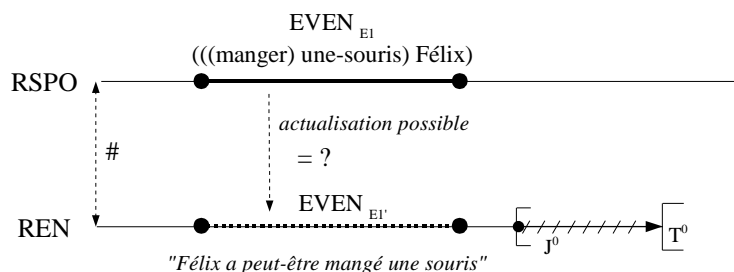 EVEN E1
(((manger) une-souris) Félix)
RSPO
actualisation possible
#
= ?
EVEN E1'
REN
J⁰
T⁰
"Félix a peut-être mangé une souris"